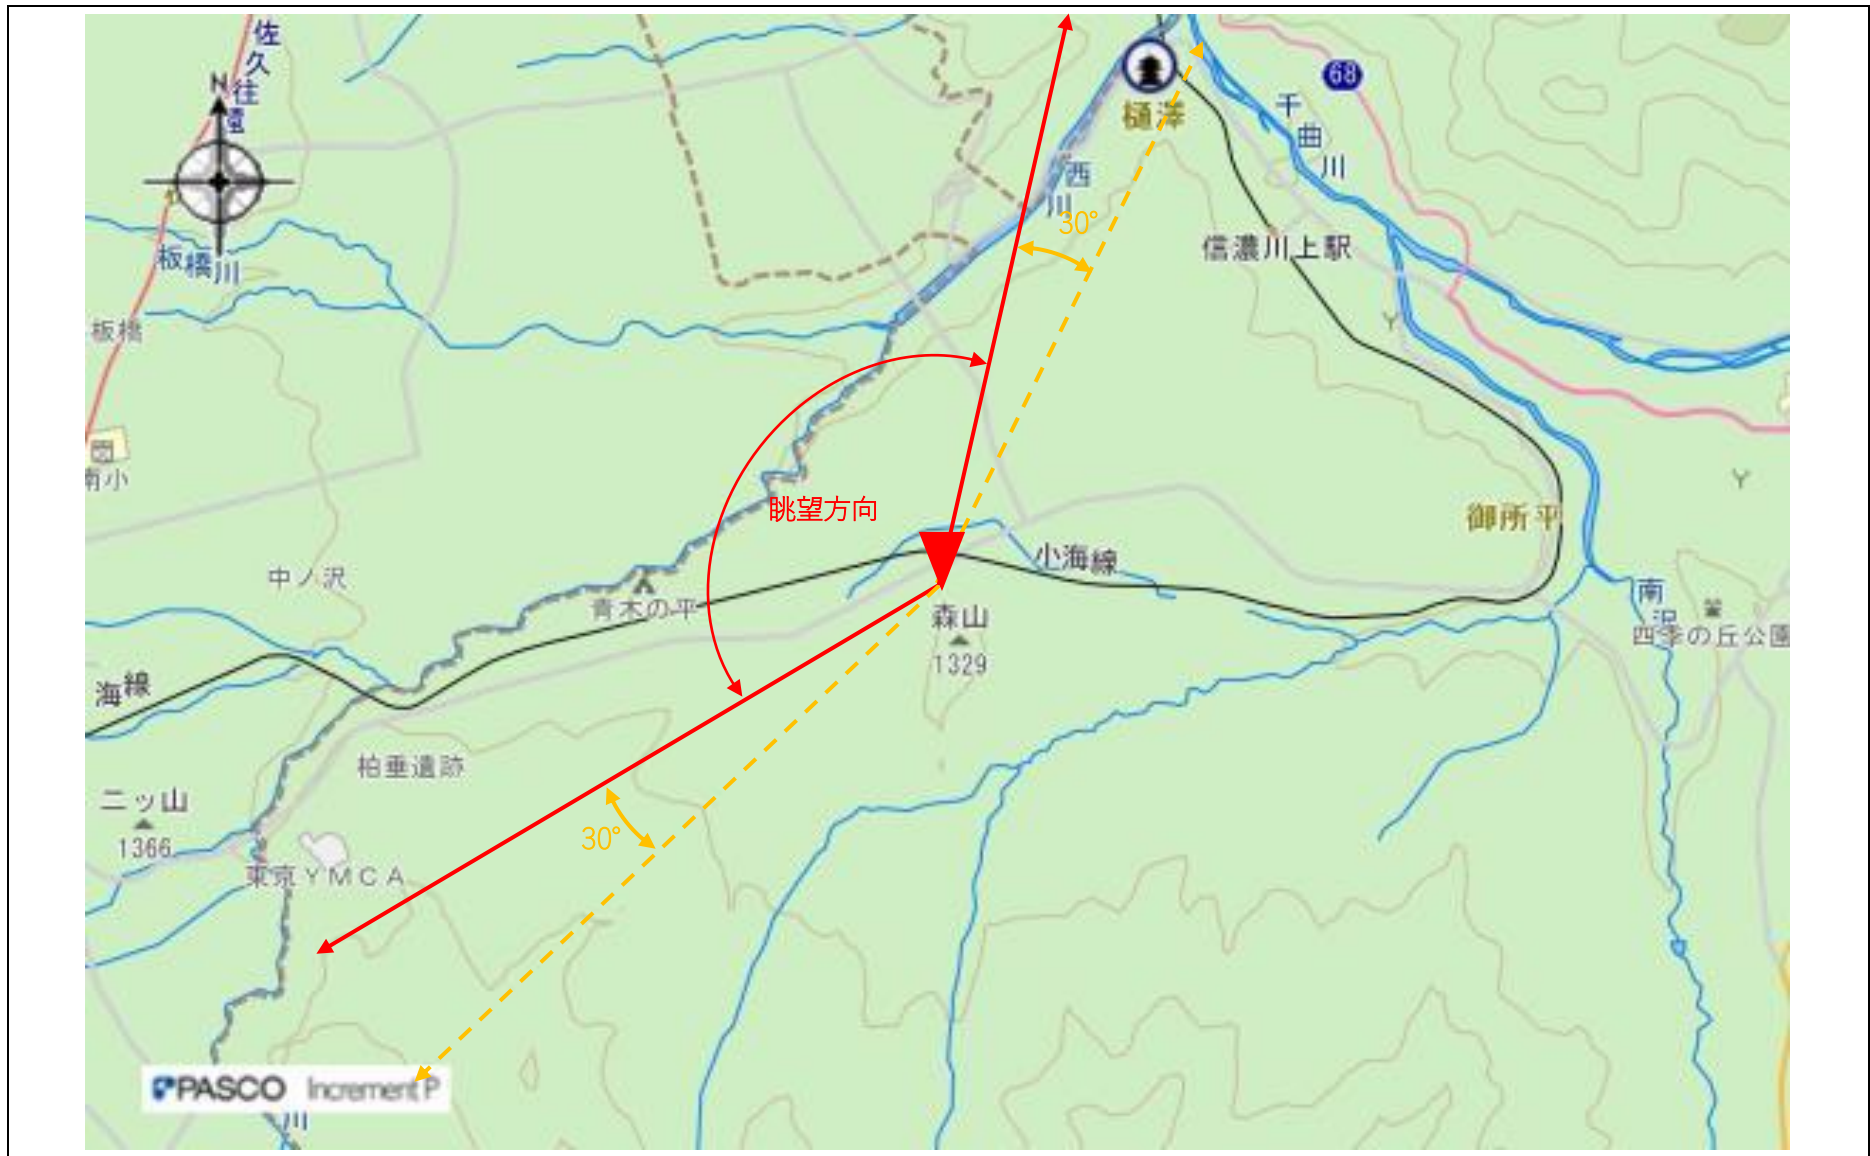 佐久往還
N
68
樋澤
千曲川
西川
30°
信濃川上駅
板橋川
板橋
南小
眺望方向
御所平
小海線
中ノ沢
青木の平
森山
1329
南沢
四季の丘公園
海線
柏垂遺跡
二ッ山
1366
30°
東京YMCA
PASCO Increment P
川